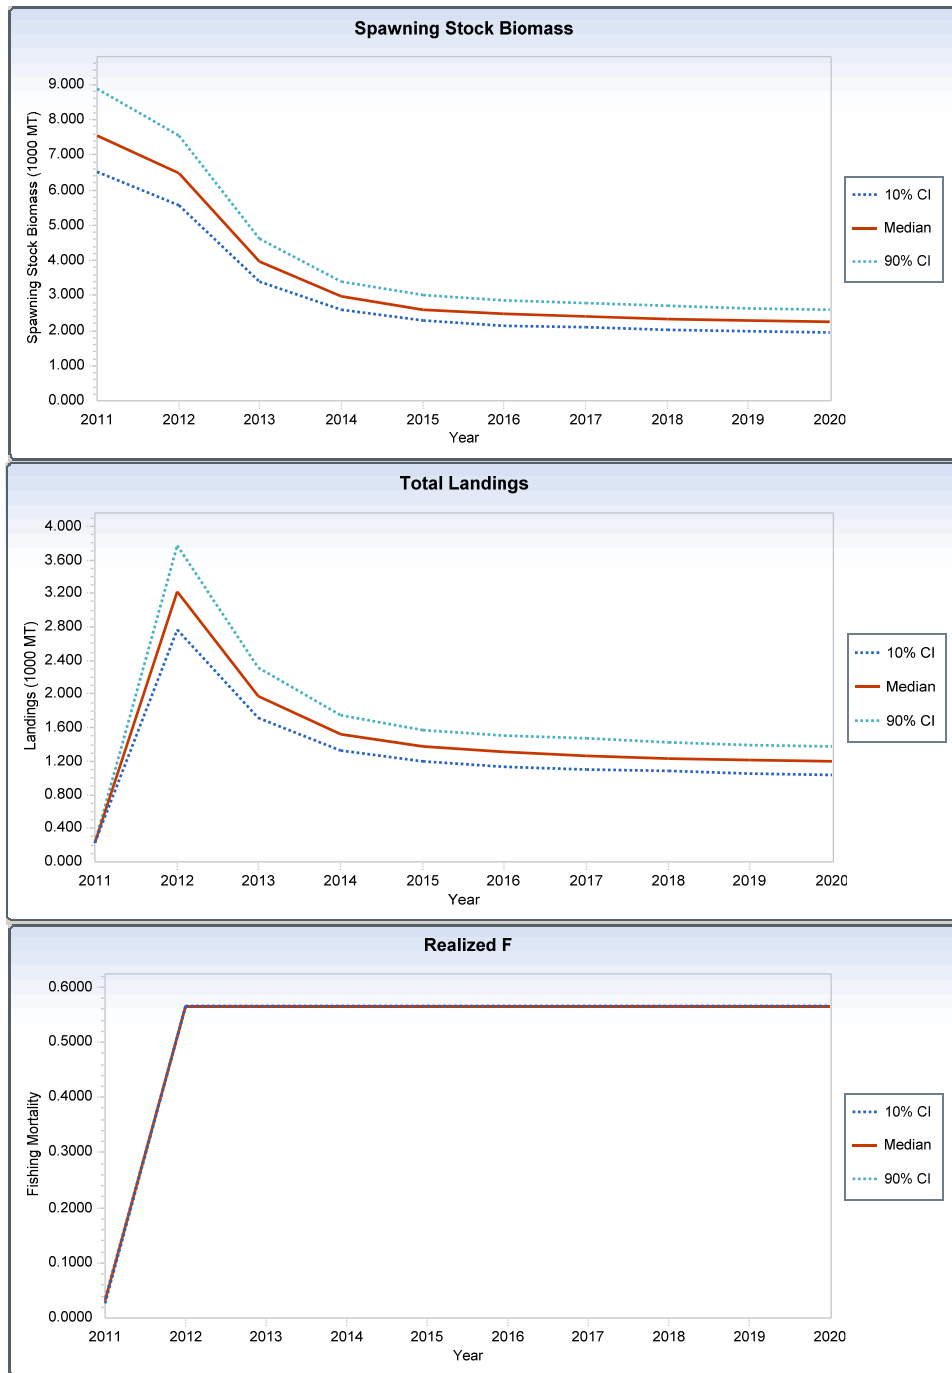 Spawning Stock Biomass
Spawning Stock Biomass (1000 MT)
9.000
8.000
7.000
6.000
5.000
4.000
3.000
2.000
1.000
0.000
2011 2012 2013 2014 2015 2016 2017 2018 2019 2020
Year
10% CI
Median
90% CI
Total Landings
Landings (1000 MT)
4.000
3.600
3.200
2.800
2.400
2.000
1.600
1.200
0.800
0.400
0.000
2011 2012 2013 2014 2015 2016 2017 2018 2019 2020
Year
10% CI
Median
90% CI
Realized F
Fishing Mortality
0.6000
0.5000
0.4000
0.3000
0.2000
0.1000
0.0000
2011 2012 2013 2014 2015 2016 2017 2018 2019 2020
Year
10% CI
Median
90% CI